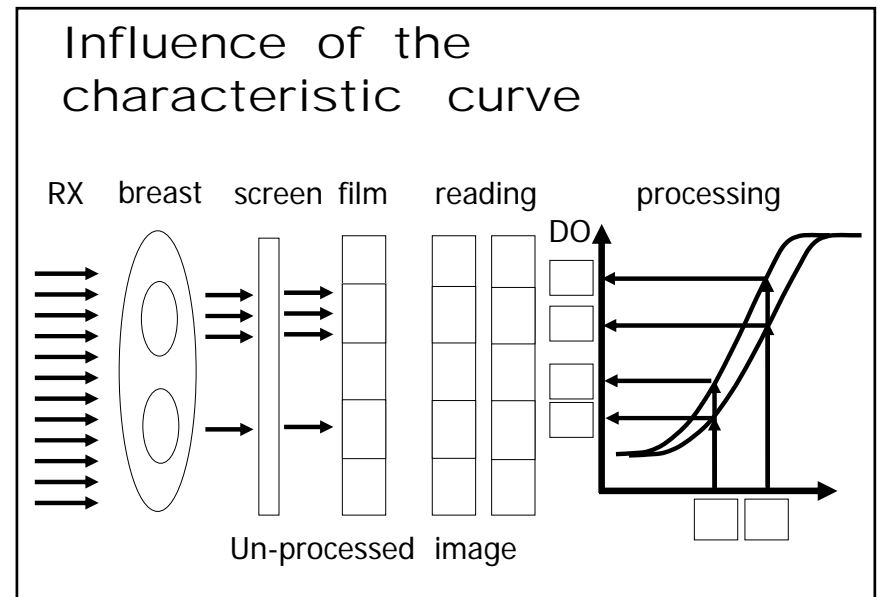 Influence of the
characteristic curve
RX breast screen film reading processing
DO
Un-processed image